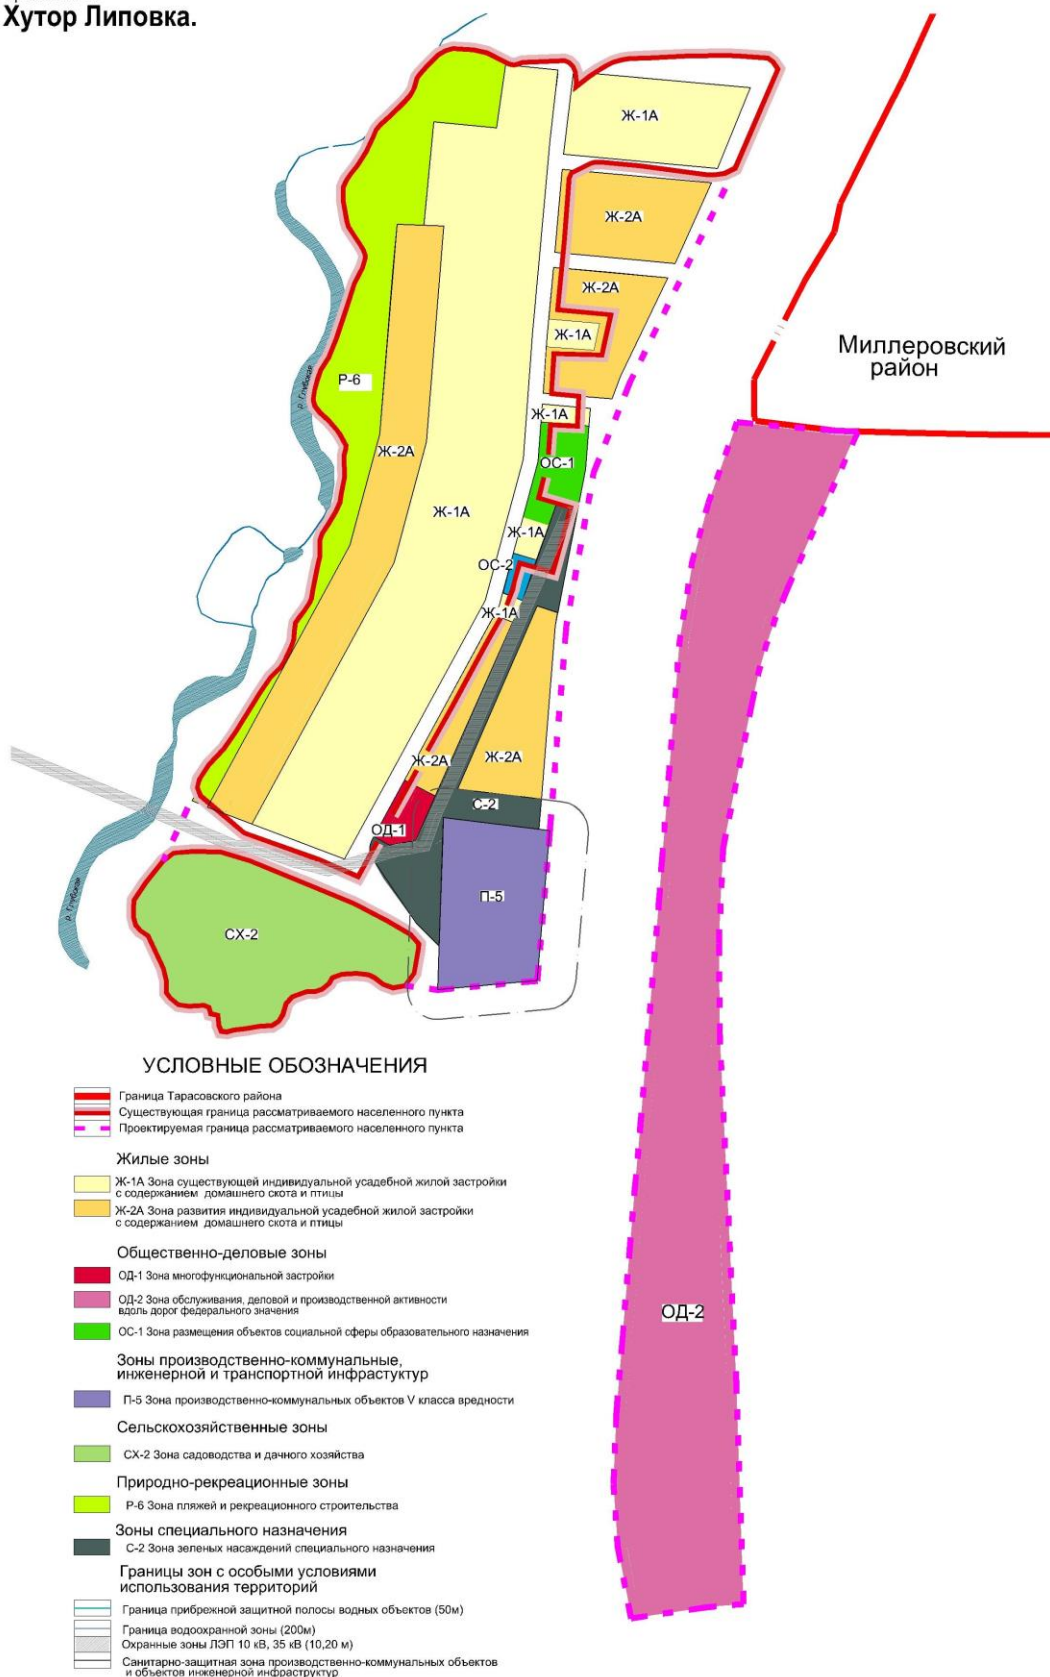 Хутор Липовка.
Ж-1А
Ж-2А
Ж-2А
Ж-1А
Миллеровский
район
Р-6
р. Глубокая
Ж-1А
Ж-2А
ОС-1
Ж-1А
Ж-1А
ОС-2
Ж-1А
Ж-2А
Ж-2А
С-2
ОД-1
П-5
р. Глубокая
СХ-2
ОД-2
УСЛОВНЫЕ ОБОЗНАЧЕНИЯ
Граница Тарасовского района
Существующая граница рассматриваемого населенного пункта
Проектируемая граница рассматриваемого населенного пункта
Жилые зоны
Ж-1А Зона существующей индивидуальной усадебной жилой застройки
с содержанием домашнего скота и птицы
Ж-2А Зона развития индивидуальной усадебной жилой застройки
с содержанием домашнего скота и птицы
Общественно-деловые зоны
ОД-1 Зона многофункциональной застройки
ОД-2 Зона обслуживания, деловой и производственной активности
вдоль дорог федерального значения
ОС-1 Зона размещения объектов социальной сферы образовательного назначения
Зоны производственно-коммунальные,
инженерной и транспортной инфрастуктур
П-5 Зона производственно-коммунальных объектов V класса вредности
Сельскохозяйственные зоны
СХ-2 Зона садоводства и дачного хозяйства
Природно-рекреационные зоны
Р-6 Зона пляжей и рекреационного строительства
Зоны специального назначения
С-2 Зона зеленых насаждений специального назначения
Границы зон с особыми условиями
использования территорий
Граница прибрежной защитной полосы водных объектов (50м)
Граница водоохранной зоны (200м)
Охранные зоны ЛЭП 10 кВ, 35 кВ (10,20 м)
Санитарно-защитная зона производственно-коммунальных объектов
и объектов инженерной инфраструктур